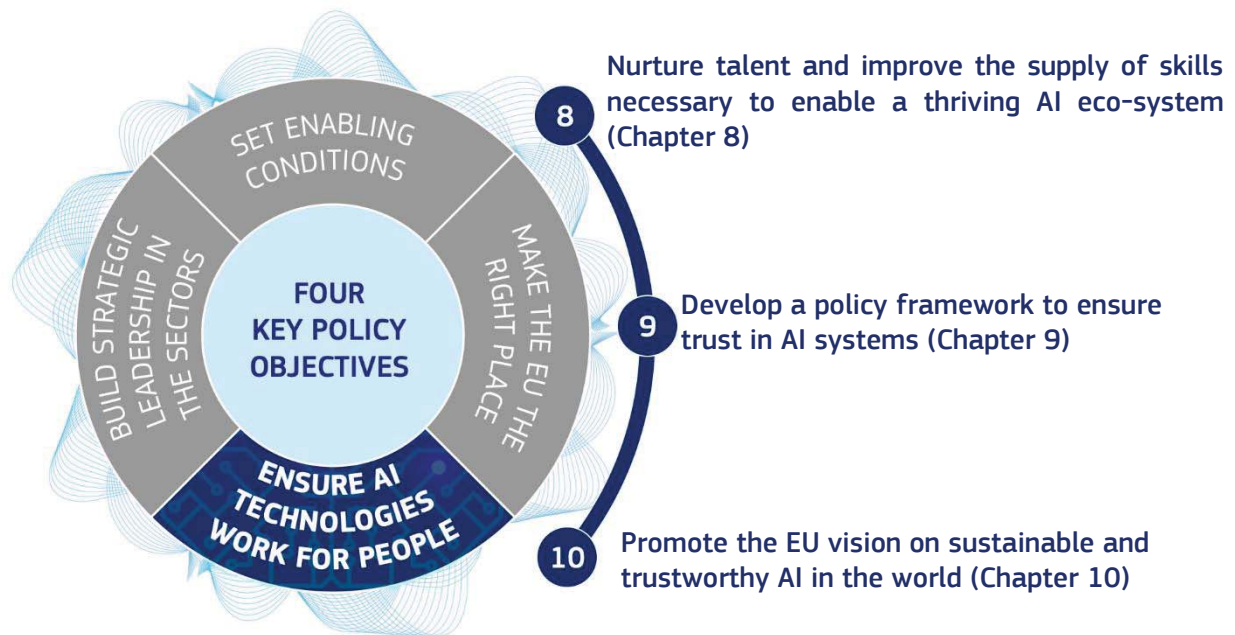 SET ENABLING
CONDITIONS
MAKE THE EU THE
RIGHT PLACE
ENSURE AI
TECHNOLOGIES
WORK FOR PEOPLE
BUILD STRATEGIC
LEADERSHIP IN
THE SECTORS
FOUR
KEY POLICY
OBJECTIVES
8
Nurture talent and improve the supply of skills
necessary to enable a thriving AI eco-system
(Chapter 8)
9
Develop a policy framework to ensure
trust in AI systems (Chapter 9)
10
Promote the EU vision on sustainable and
trustworthy AI in the world (Chapter 10)